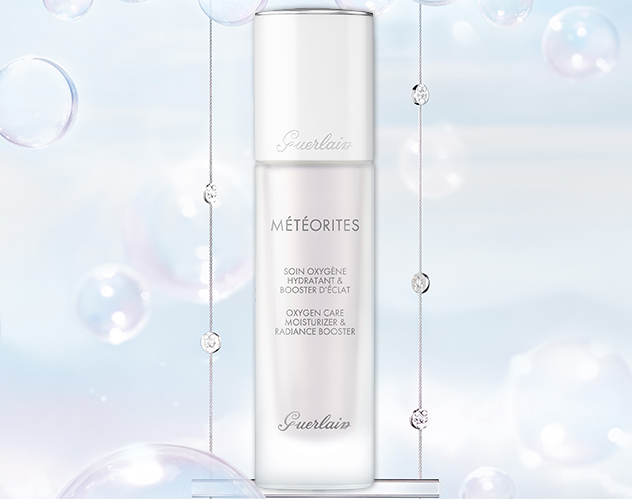 Guerlain
MÉTÉORITES
SOIN OXYGÈNE
HYDRATANT &
BOOSTER D'ÉCLAT
OXYGEN CARE
MOISTURIZER &
RADIANCE BOOSTER
Guerlain